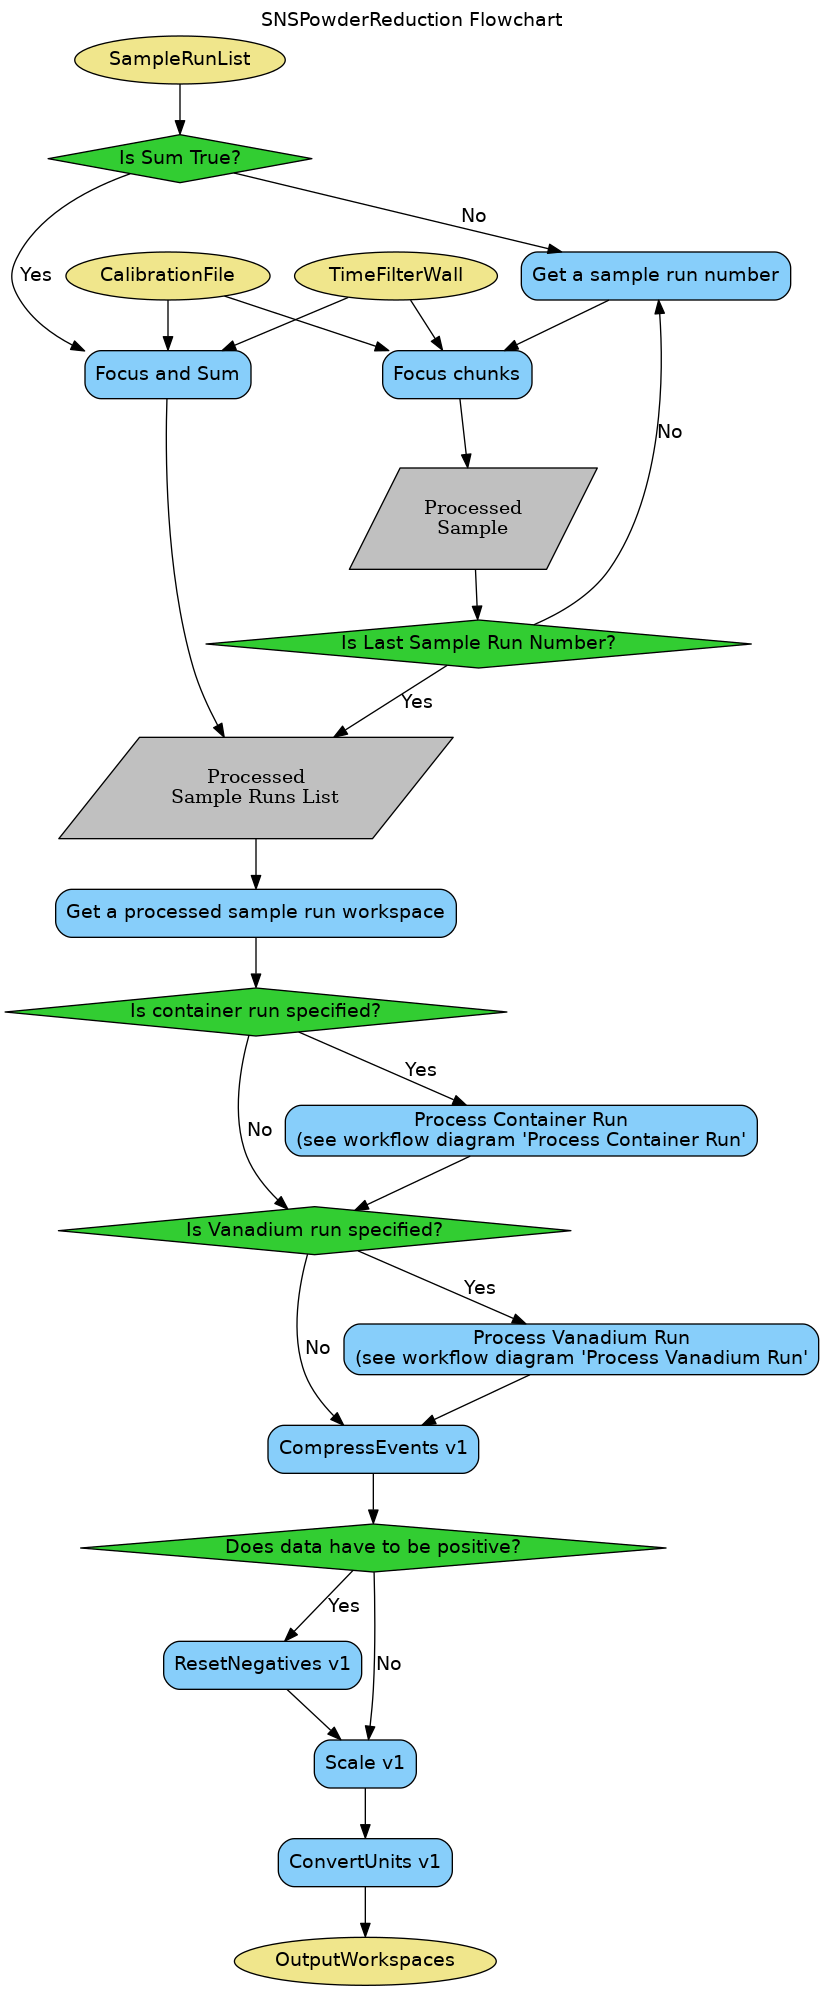 SNSPowderReduction Flowchart
SampleRunList
Is Sum True?
No
Yes
CalibrationFile
TimeFilterWall
Get a sample run number
Focus and Sum
Focus chunks
No
Processed
Sample
Is Last Sample Run Number?
Yes
Processed
Sample Runs List
Get a processed sample run workspace
Is container run specified?
Yes
No
Process Container Run
(see workflow diagram 'Process Container Run'
Is Vanadium run specified?
Yes
No
Process Vanadium Run
(see workflow diagram 'Process Vanadium Run'
CompressEvents v1
Does data have to be positive?
Yes
ResetNegatives v1
No
Scale v1
ConvertUnits v1
OutputWorkspaces